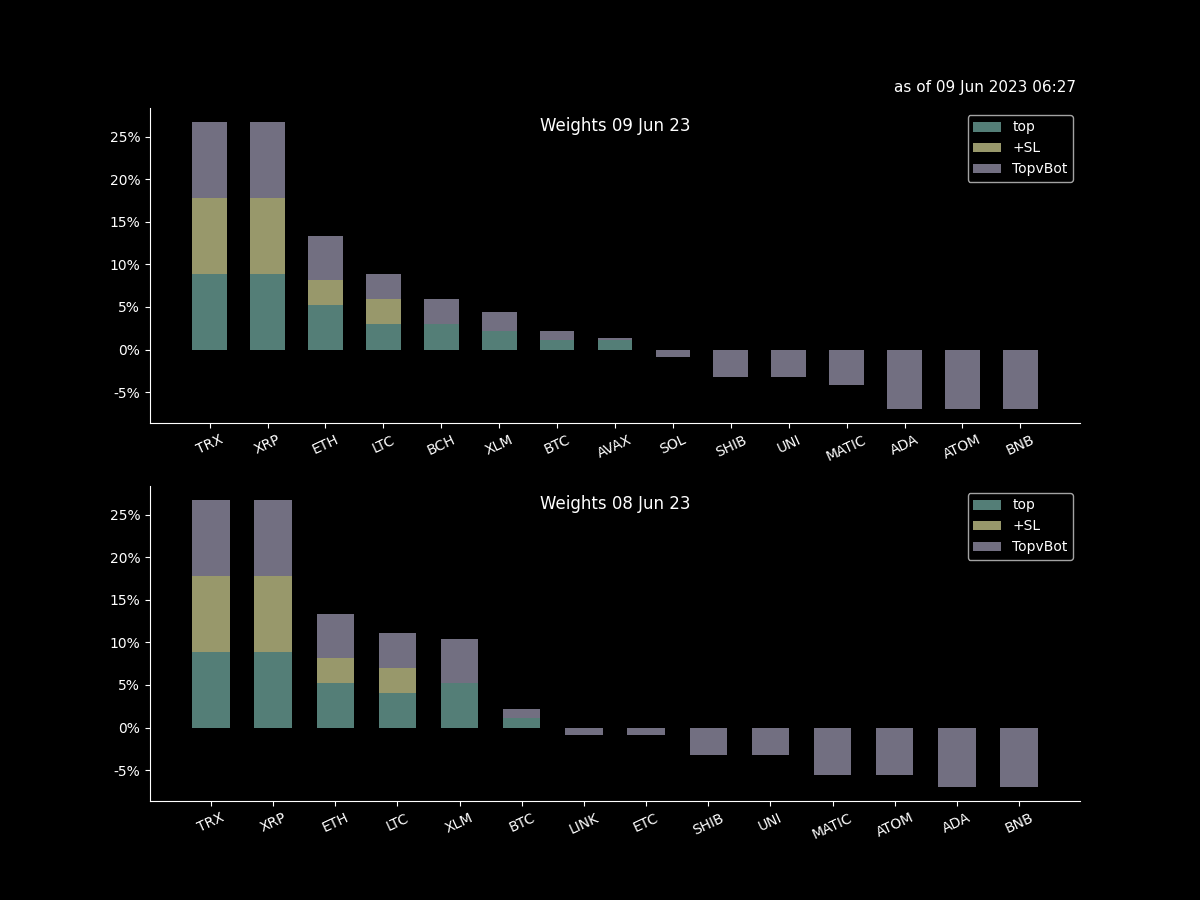 as of 09 Jun 2023 06:27
Weights 09 Jun 23
top
+SL
TopvBot
25%
20%
15%
10%
5%
0%
-5%
TRX XRP ETH LTC BCH XLM BTC AVAX SOL SHIB UNI MATIC ADA ATOM BNB
Weights 08 Jun 23
top
+SL
TopvBot
25%
20%
15%
10%
5%
0%
-5%
TRX XRP ETH LTC XLM BTC LINK ETC SHIB UNI MATIC ATOM ADA BNB